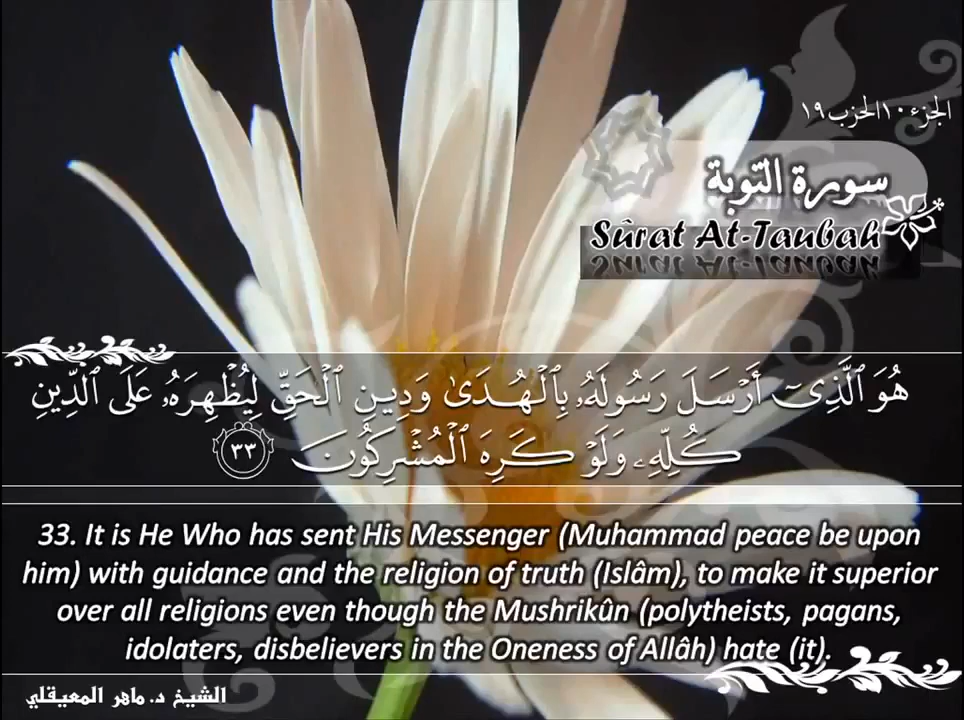 الجزء١٠الحزب١٩
سورة التوبة
Sûrat At-Taubah
هُوَ ٱلَّذِىٓ أَرْسَلَ رَسُولَهُۥ بِٱلْهُدَىٰ وَدِينِ ٱلْحَقِّ لِيُظْهِرَهُۥ عَلَى ٱلدِّينِ
كُلِّهِۦ وَلَوْ كَرِهَ ٱلْمُشْرِكُونَ ٣٣
33. It is He Who has sent His Messenger (Muhammad peace be upon
him) with guidance and the religion of truth (Islâm), to make it superior
over all religions even though the Mushrikûn (polytheists, pagans,
idolaters, disbelievers in the Oneness of Allâh) hate (it).
الشيخ د. ماهر المعيقلي